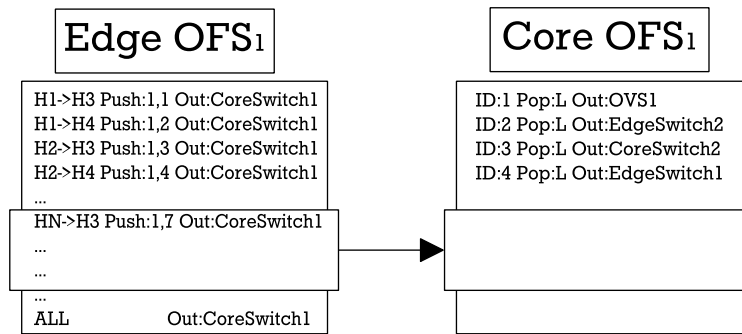 Edge OFS1
H1->H3 Push:1,1 Out:CoreSwitch1
H1->H4 Push:1,2 Out:CoreSwitch1
H2->H3 Push:1,3 Out:CoreSwitch1
H2->H4 Push:1,4 Out:CoreSwitch1
...
HN->H3 Push:1,7 Out:CoreSwitch1
...
...
...
ALL Out:CoreSwitch1
Core OFS1
ID:1 Pop:L Out:OVS1
ID:2 Pop:L Out:EdgeSwitch2
ID:3 Pop:L Out:CoreSwitch2
ID:4 Pop:L Out:EdgeSwitch1